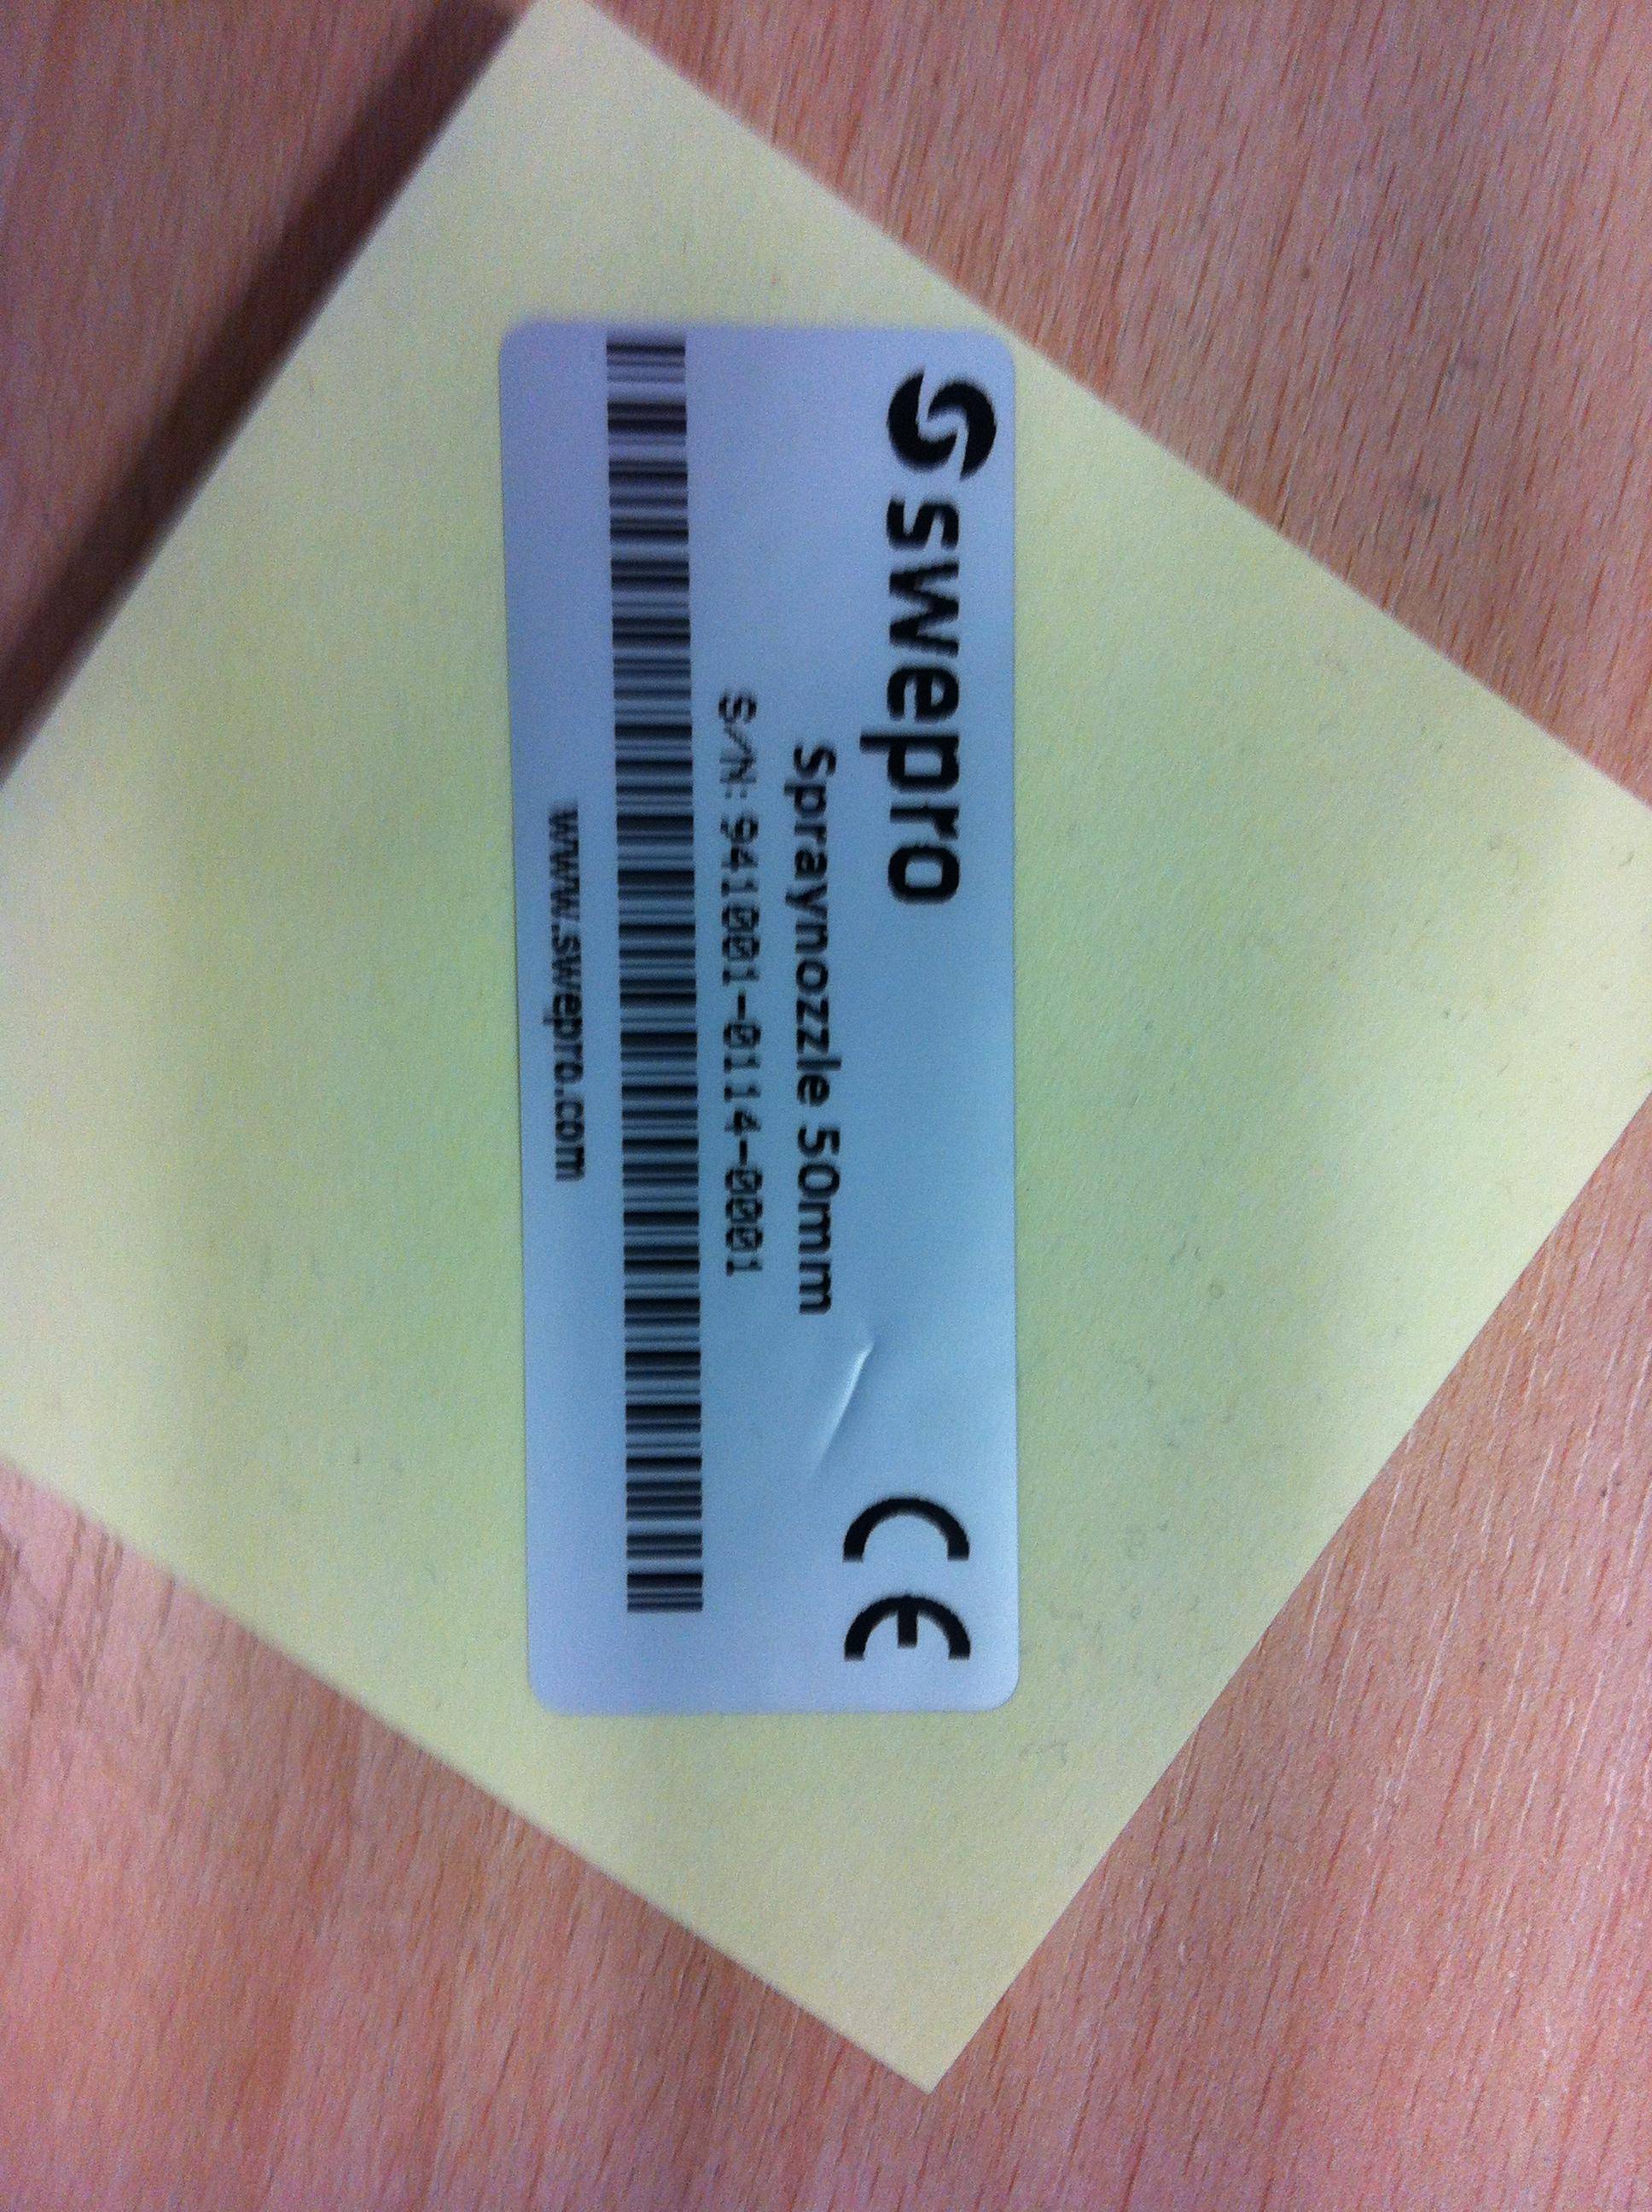 swepro
CE
Spraynozzle 50mm
S/N: 941001-0114-0001
www.swepro.com